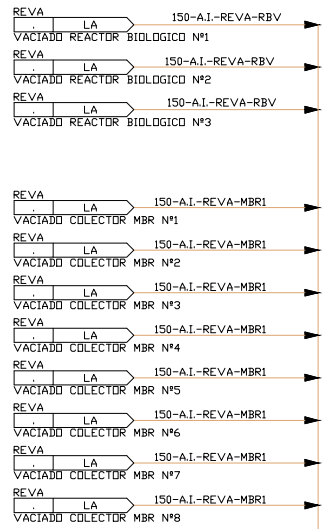 REVA
. LA 150-A.I.-REVA-RBV
VACIADO REACTOR BIOLOGICO Nº1
REVA
. LA 150-A.I.-REVA-RBV
VACIADO REACTOR BIOLOGICO Nº2
REVA
. LA 150-A.I.-REVA-RBV
VACIADO REACTOR BIOLOGICO Nº3
REVA
. LA 150-A.I.-REVA-MBR1
VACIADO COLECTOR MBR Nº1
REVA
. LA 150-A.I.-REVA-MBR1
VACIADO COLECTOR MBR Nº2
REVA
. LA 150-A.I.-REVA-MBR1
VACIADO COLECTOR MBR Nº3
REVA
. LA 150-A.I.-REVA-MBR1
VACIADO COLECTOR MBR Nº4
REVA
. LA 150-A.I.-REVA-MBR1
VACIADO COLECTOR MBR Nº5
REVA
. LA 150-A.I.-REVA-MBR1
VACIADO COLECTOR MBR Nº6
REVA
. LA 150-A.I.-REVA-MBR1
VACIADO COLECTOR MBR Nº7
REVA
. LA 150-A.I.-REVA-MBR1
VACIADO COLECTOR MBR Nº8